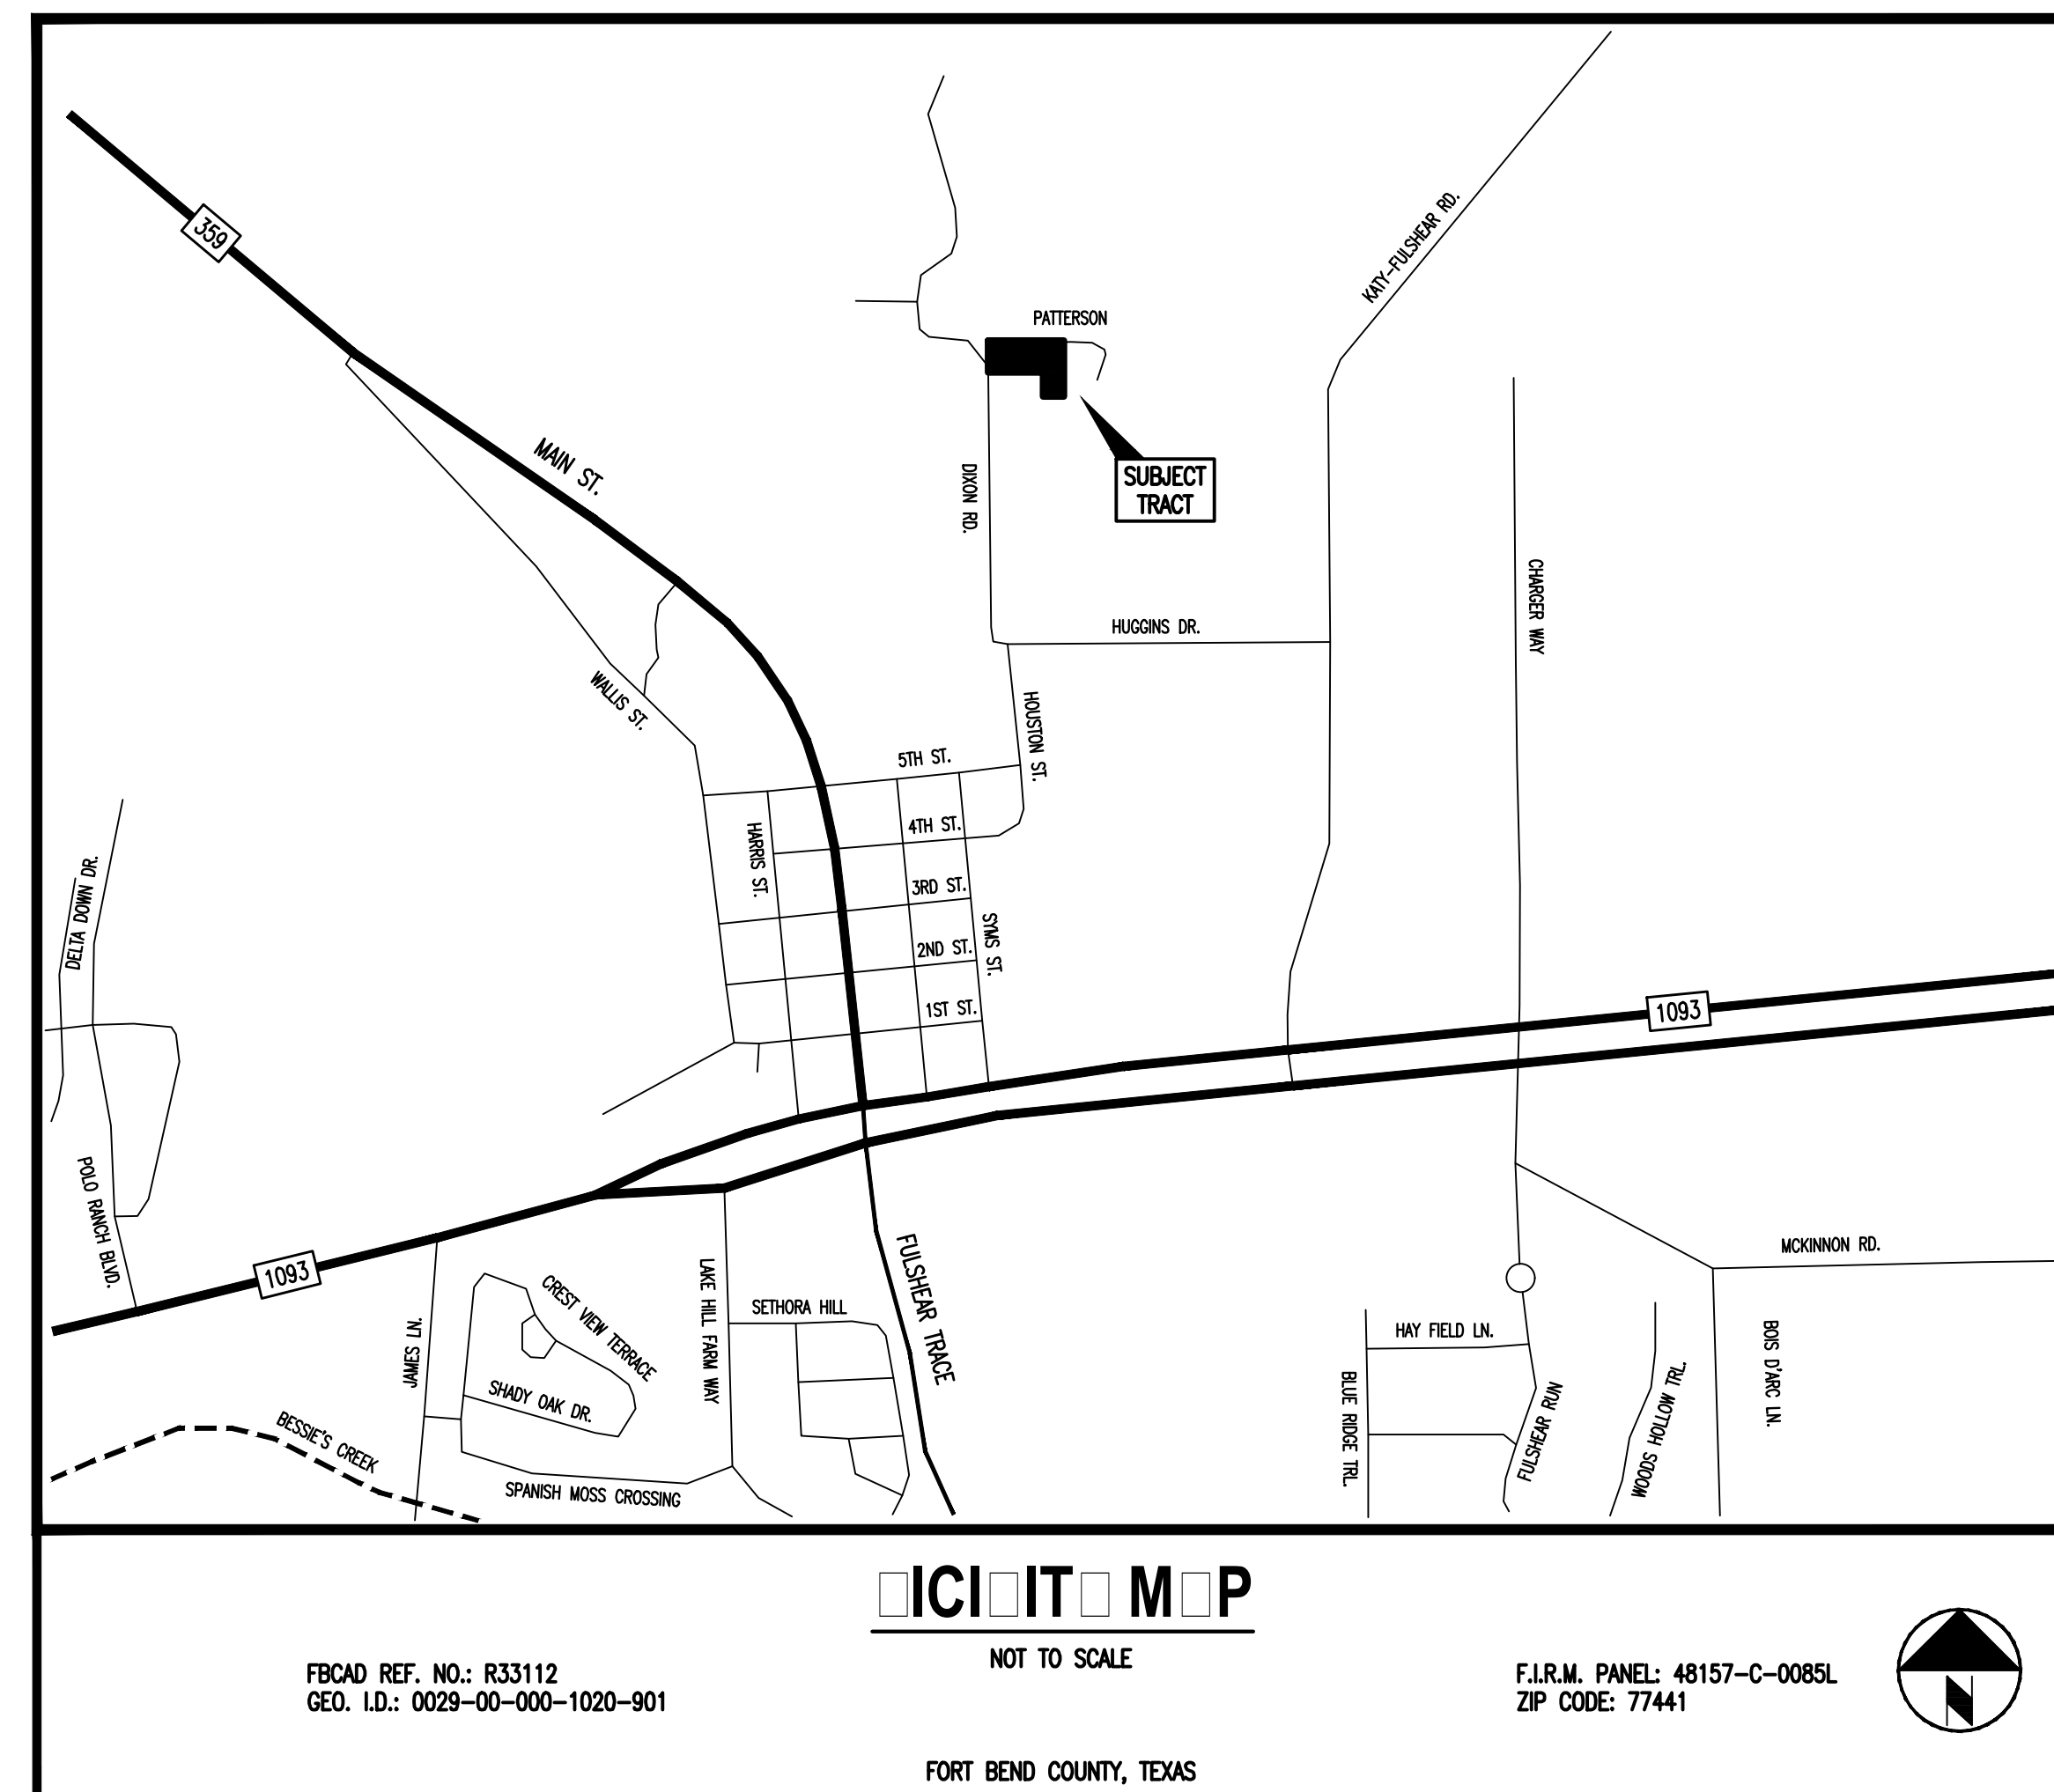 359
KATY-FULSHEAR RD.
PATTERSON
MAIN ST.
DIXON RD.
SUBJECT
TRACT
CHARGER WAY
HUGGINS DR.
WALLIS ST.
HOUSTON ST.
5TH ST.
4TH ST.
HARRIS ST.
3RD ST.
DELTA DOWN DR.
SYMS ST.
2ND ST.
1ST ST.
1093
POLO RANCH BLVD.
1093
FULSHEAR TRACE
MCKINNON RD.
LAKE HILL FARM WAY
CREST VIEW TERRACE
SETHORA HILL
JAMES LN.
HAY FIELD LN.
BOIS D'ARC LN.
SHADY OAK DR.
BLUE RIDGE TRL.
FULSHEAR RUN
WOODS HOLLOW TRL.
BESSIE'S CREEK
SPANISH MOSS CROSSING
□ICI□IT□ M□P
NOT TO SCALE
FBCAD REF. NO.: R33112
GEO. I.D.: 0029-00-000-1020-901
F.I.R.M. PANEL: 48157-C-0085L
ZIP CODE: 77441
N
FORT BEND COUNTY, TEXAS